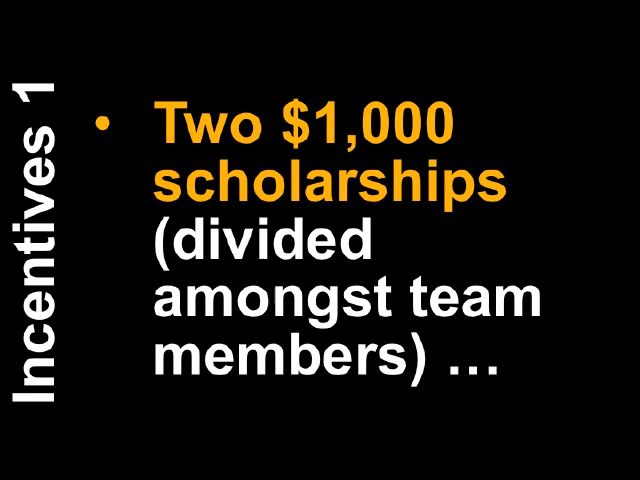 Incentives 1
• Two $1,000
scholarships
(divided
amongst team
members) …